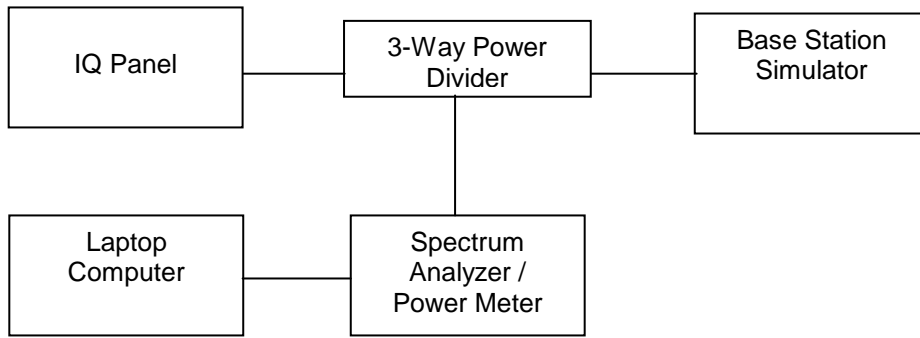 IQ Panel
3-Way Power
Divider
Base Station
Simulator
Laptop
Computer
Spectrum
Analyzer /
Power Meter